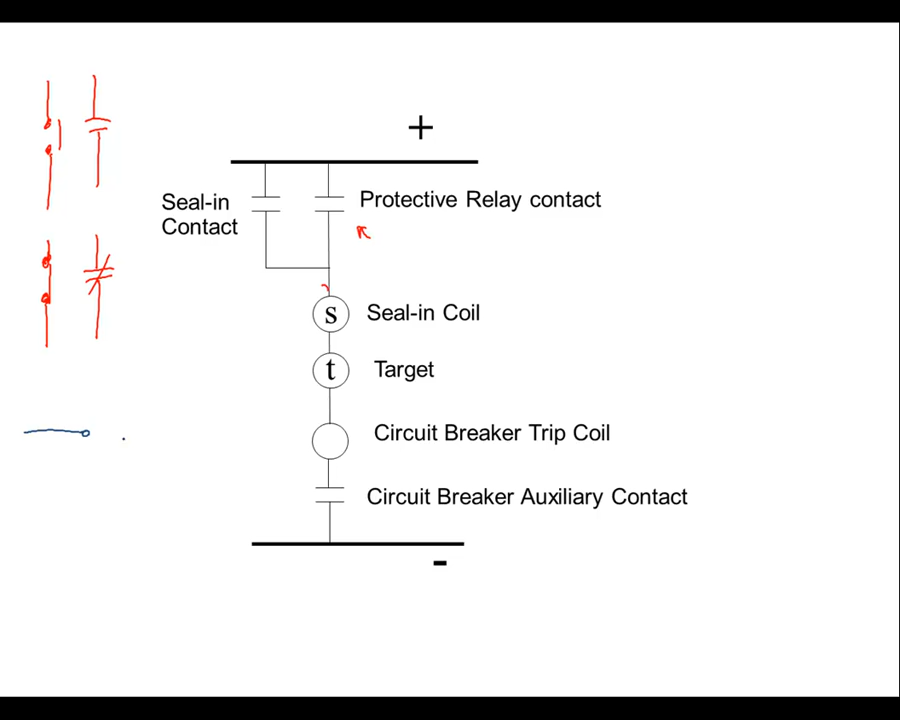 +
Seal-in
Contact
Protective Relay contact
S
Seal-in Coil
t
Target
Circuit Breaker Trip Coil
Circuit Breaker Auxiliary Contact
-